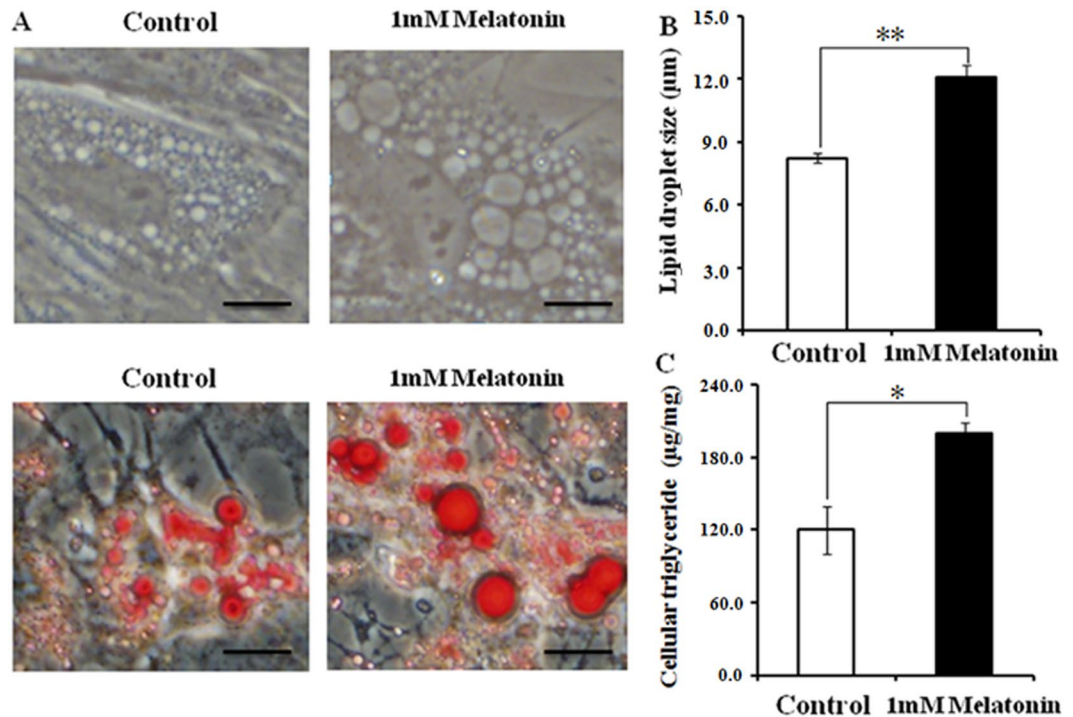 A
Control
1mM Melatonin
Control
1mM Melatonin
B
Lipid droplet size (μm)
15.0
12.0
9.0
6.0
3.0
0.0
**
Control
1mM Melatonin
C
Cellular triglyceride (μg/mg)
240.0
180.0
120.0
60.0
0.0
*
Control
1mM Melatonin